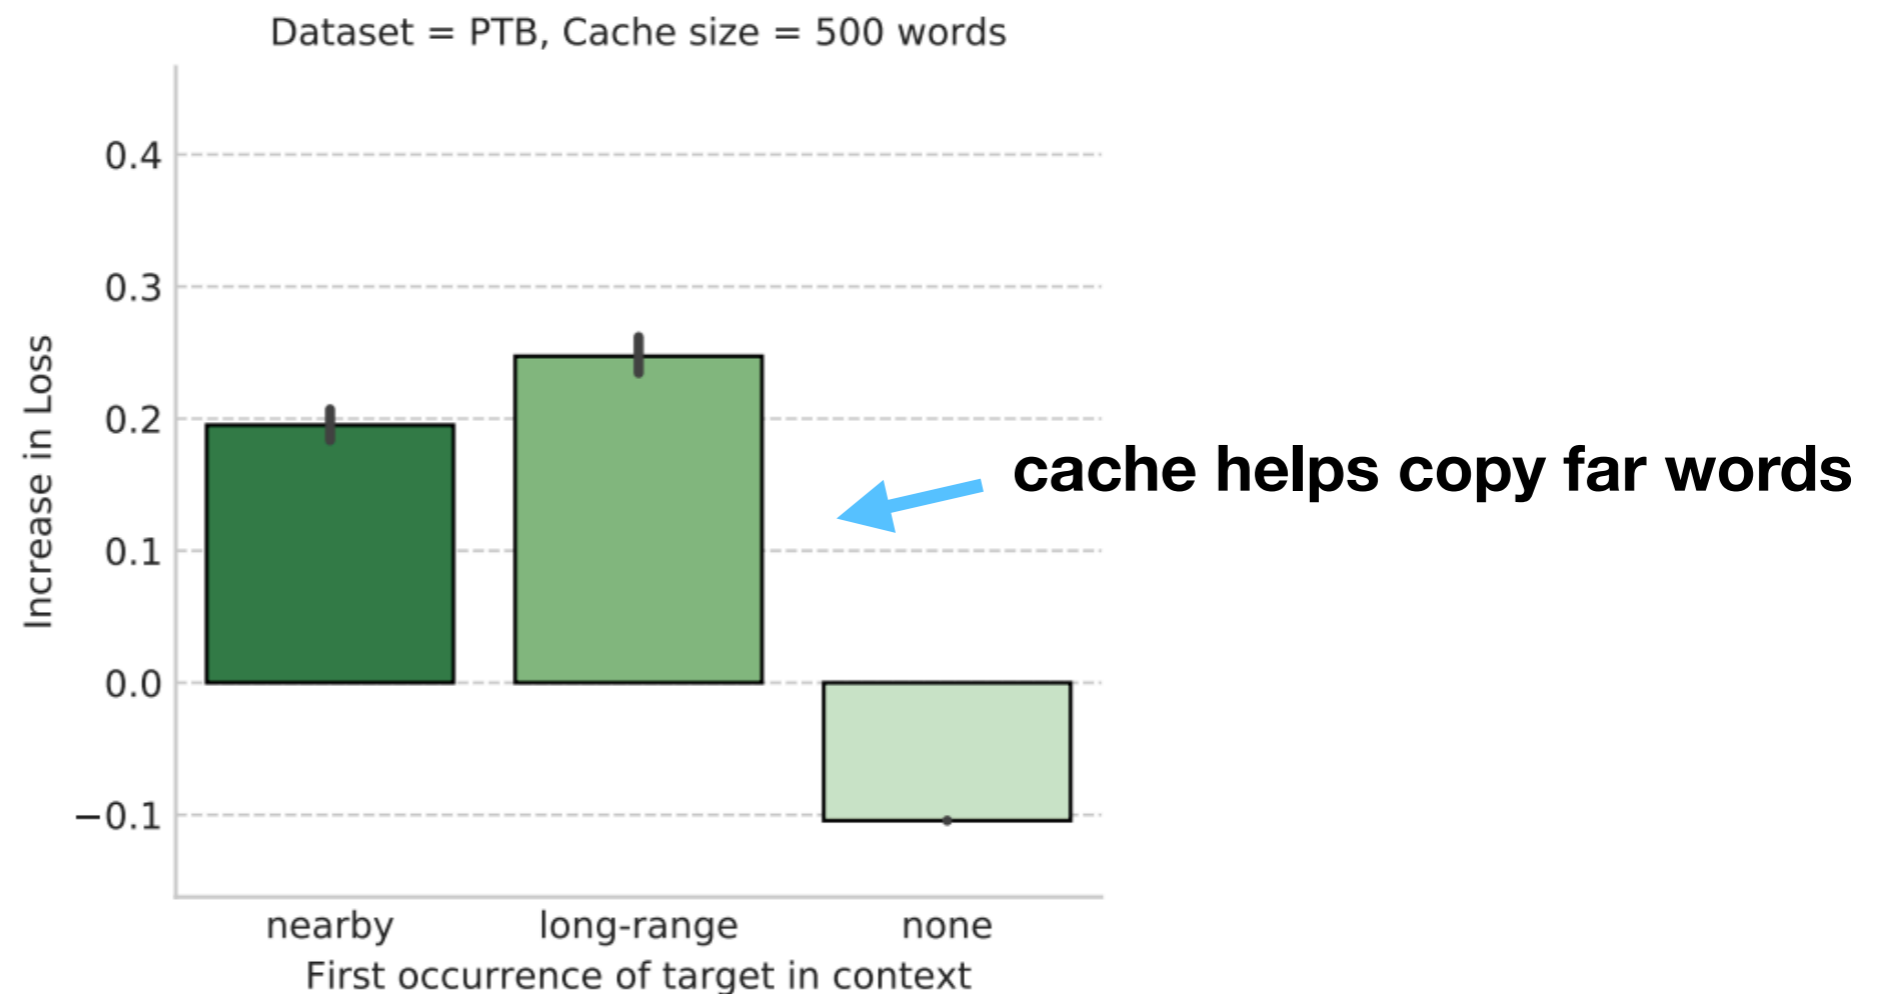 Dataset = PTB, Cache size = 500 words
Increase in Loss
0.4
0.3
0.2
0.1
0.0
−0.1
cache helps copy far words
nearby
long-range
none
First occurrence of target in context